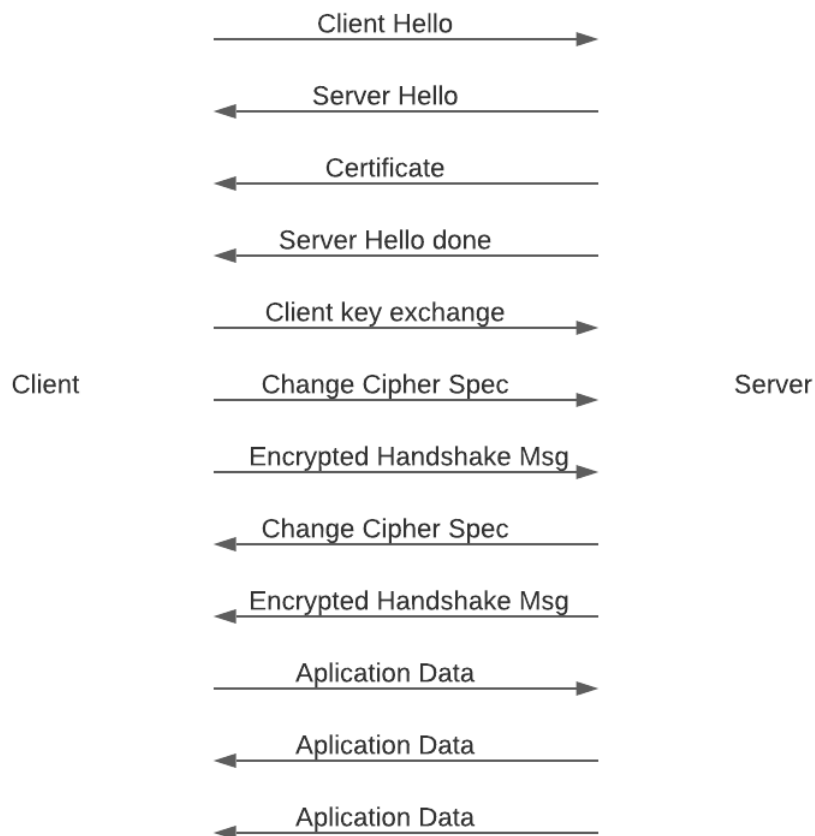 Client Hello
Server Hello
Certificate
Server Hello done
Client key exchange
Client
Change Cipher Spec
Server
Encrypted Handshake Msg
Change Cipher Spec
Encrypted Handshake Msg
Aplication Data
Aplication Data
Aplication Data